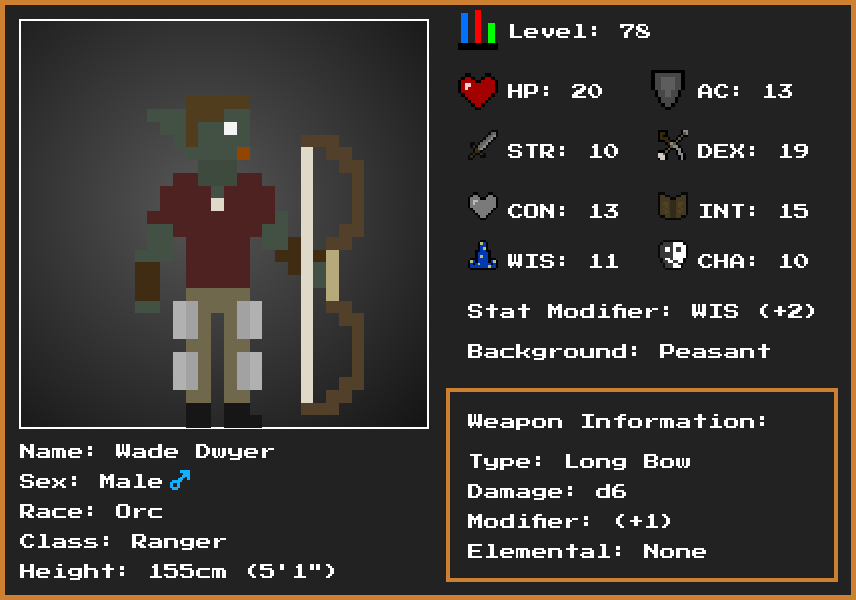 Level: 78
HP: 20 AC: 13
STR: 10 DEX: 19
CON: 13 INT: 15
WIS: 11 CHA: 10
Stat Modifier: WIS (+2)
Background: Peasant
Weapon Information:
Type: Long Bow
Damage: d6
Modifier: (+1)
Elemental: None
Name: Wade Dwyer
Sex: Male ♂
Race: Orc
Class: Ranger
Height: 155cm (5'1")